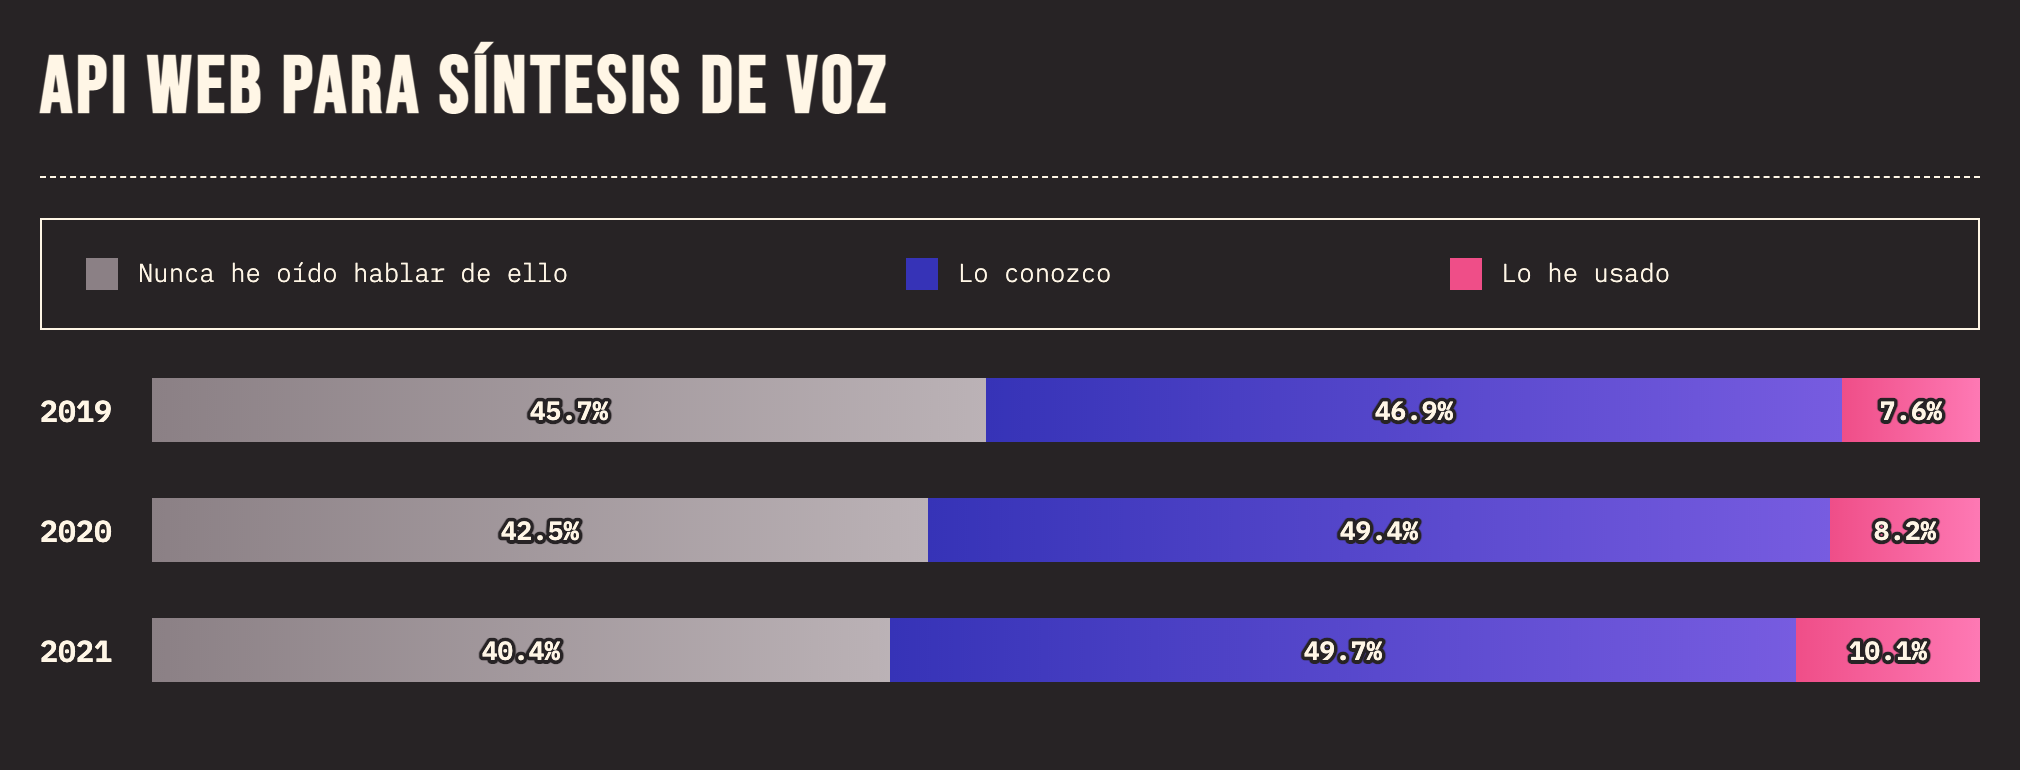 API WEB PARA SÍNTESIS DE VOZ
Nunca he oído hablar de ello Lo conozco Lo he usado
2019 45.7% 46.9% 7.6%
2020 42.5% 49.4% 8.2%
2021 40.4% 49.7% 10.1%